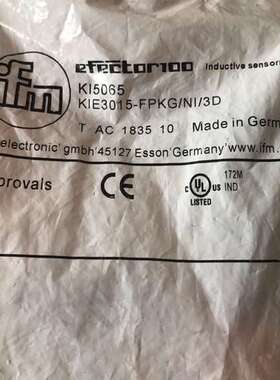 ifm
efector100 Inductive sensor
KI5065
KIE3015-FPKG/NI/3D
T AC 1835 10 Made in Germ
electronic gmbh 45127 Essen Germany www.ifm.
provals CE UL LISTED 172M
IND